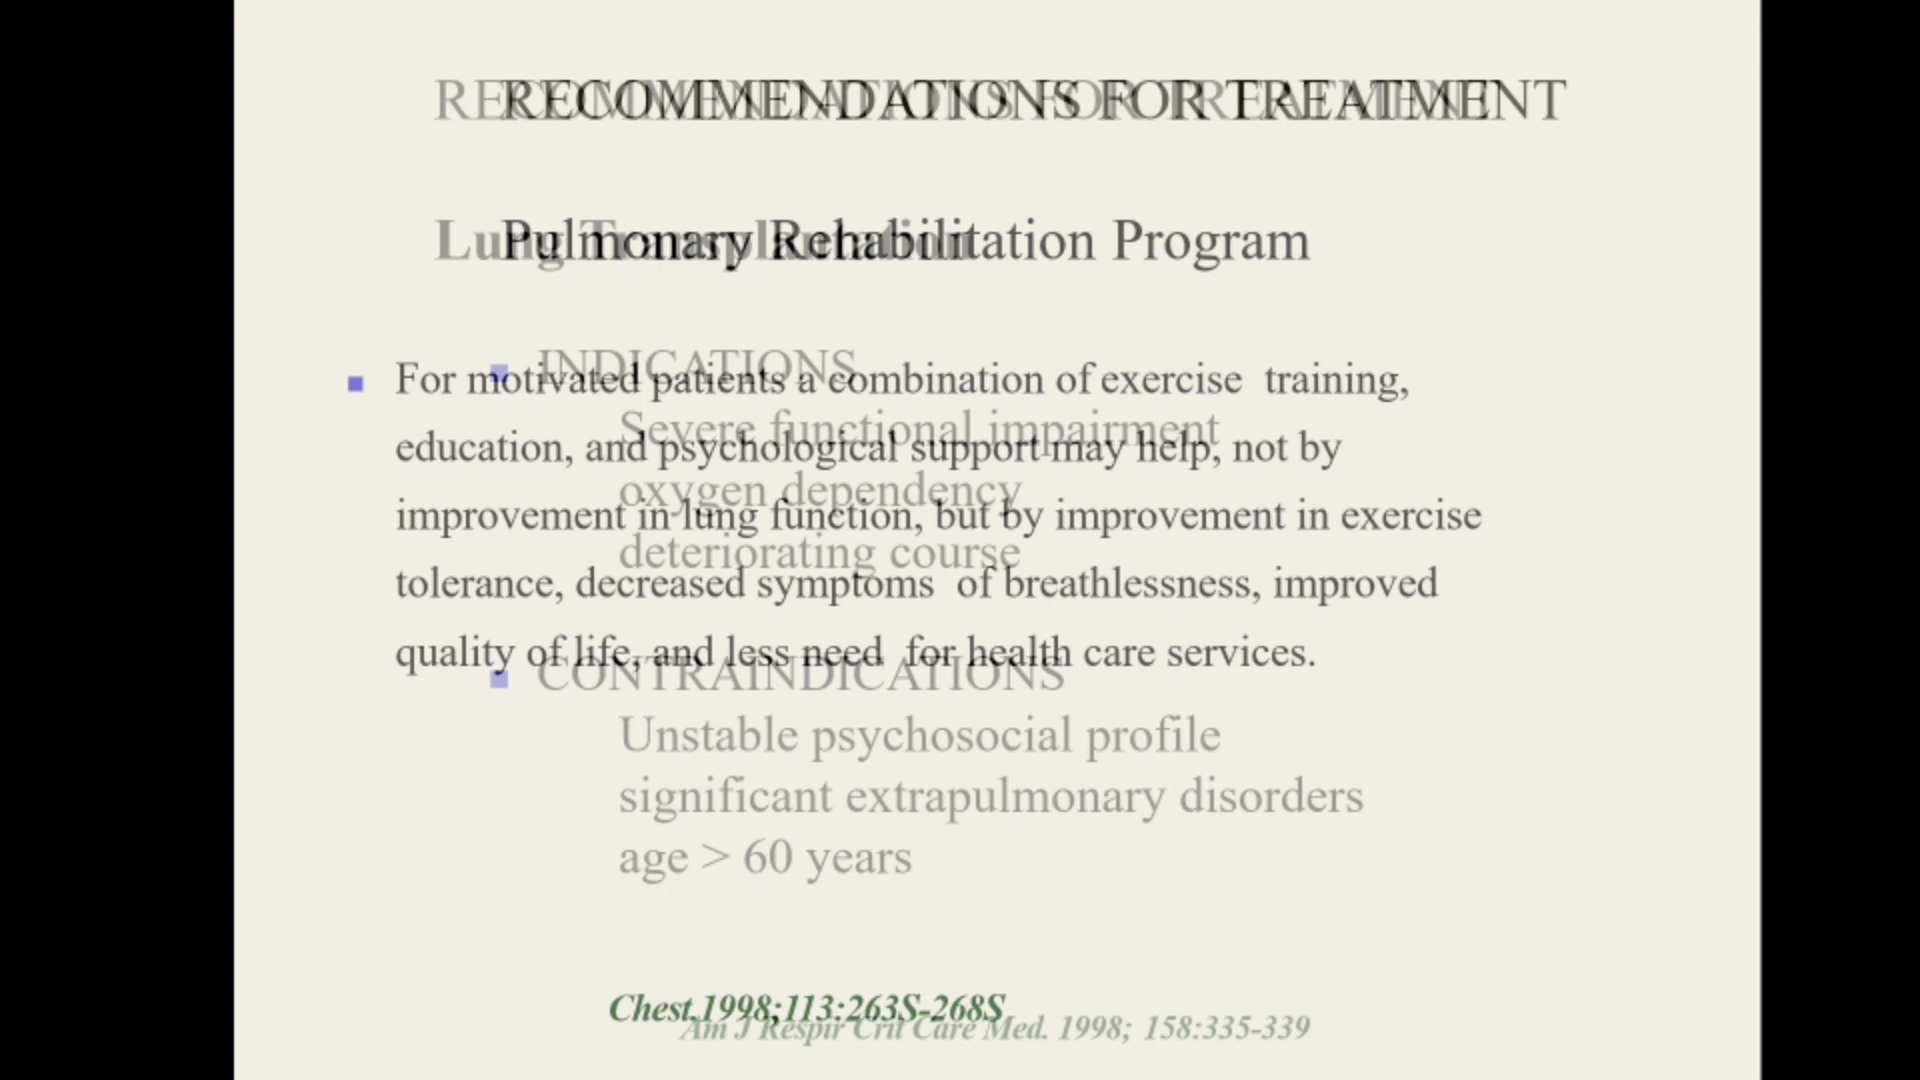 RECOMMENDATIONS FOR TREATMENT
Pulmonary Rehabilitation Program
For motivated patients a combination of exercise training,
education, and psychological support may help, not by
improvement in lung function, but by improvement in exercise
tolerance, decreased symptoms of breathlessness, improved
quality of life, and less need for health care services.
Chest.1998;113:263S-268S
RECOMMENDATIONS FOR TREATMENT
Lung Transplantation
INDICATIONS
Severe functional impairment
oxygen dependency
deteriorating course
CONTRAINDICATIONS
Unstable psychosocial profile
significant extrapulmonary disorders
age > 60 years
Am J Respir Crit Care Med. 1998; 158:335-339